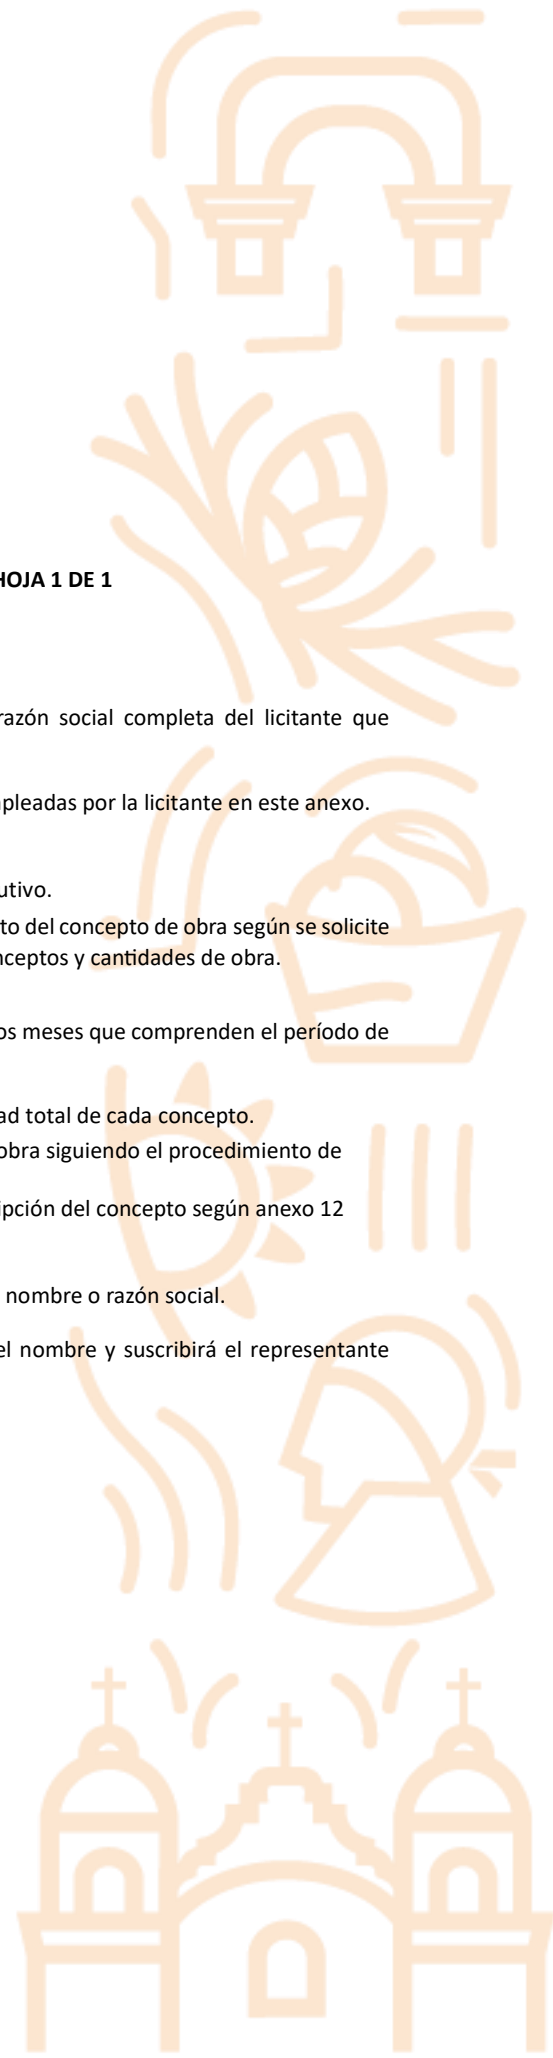 HOJA 1 DE 1
razón social completa del licitante que
pleadas por la licitante en este anexo.
utivo.
to del concepto de obra según se solicite
nceptos y cantidades de obra.
os meses que comprenden el período de
ad total de cada concepto.
obra siguiendo el procedimiento de
ipción del concepto según anexo 12
nombre o razón social.
el nombre y suscribirá el representante